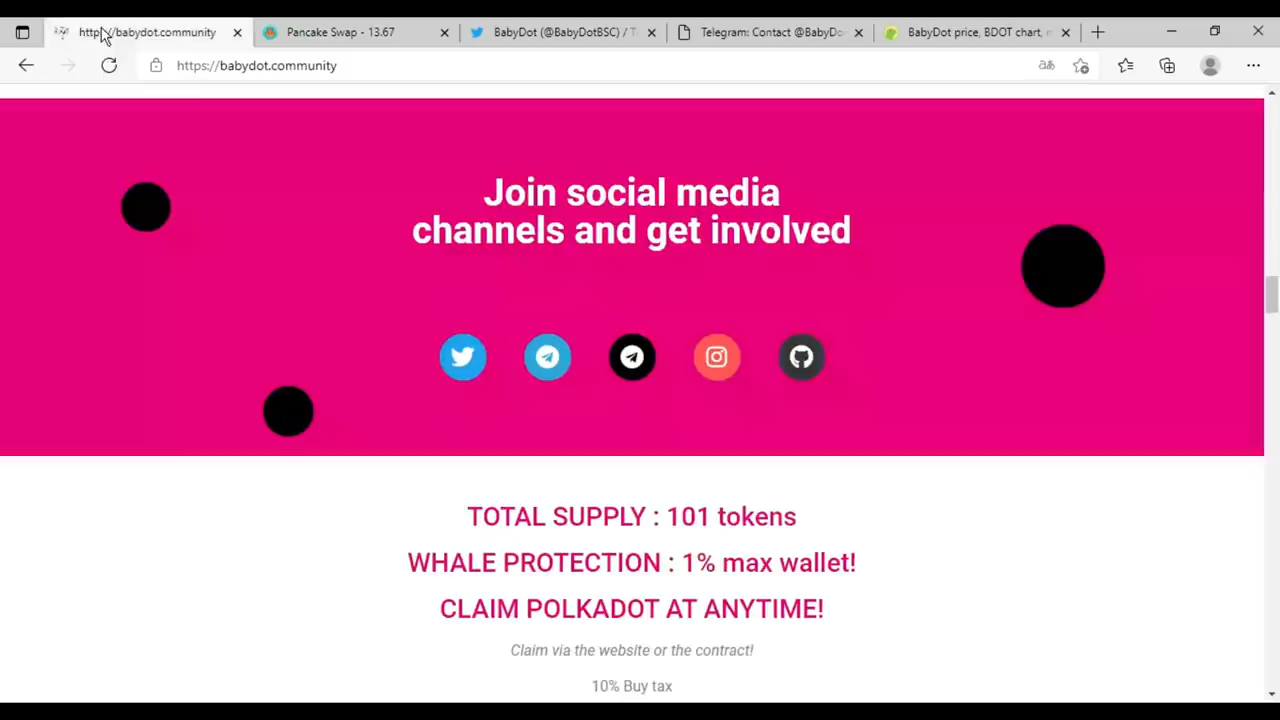 https://babydot.community
Pancake Swap - 13.67
BabyDot (@BabyDotBSC) / T
Telegram: Contact @BabyDo
BabyDot price, BDOT chart,
https://babydot.community
Join social media
channels and get involved
TOTAL SUPPLY : 101 tokens
WHALE PROTECTION : 1% max wallet!
CLAIM POLKADOT AT ANYTIME!
Claim via the website or the contract!
10% Buy tax